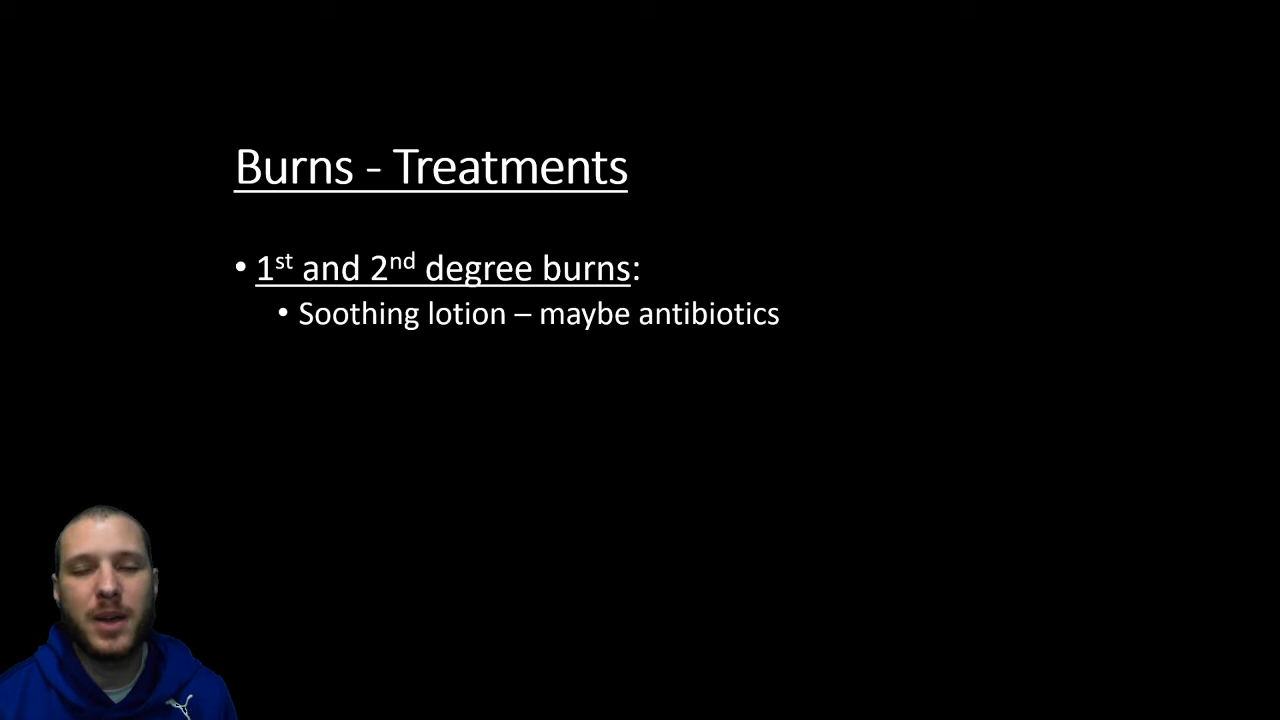 Burns - Treatments
• 1st and 2nd degree burns:
• Soothing lotion – maybe antibiotics